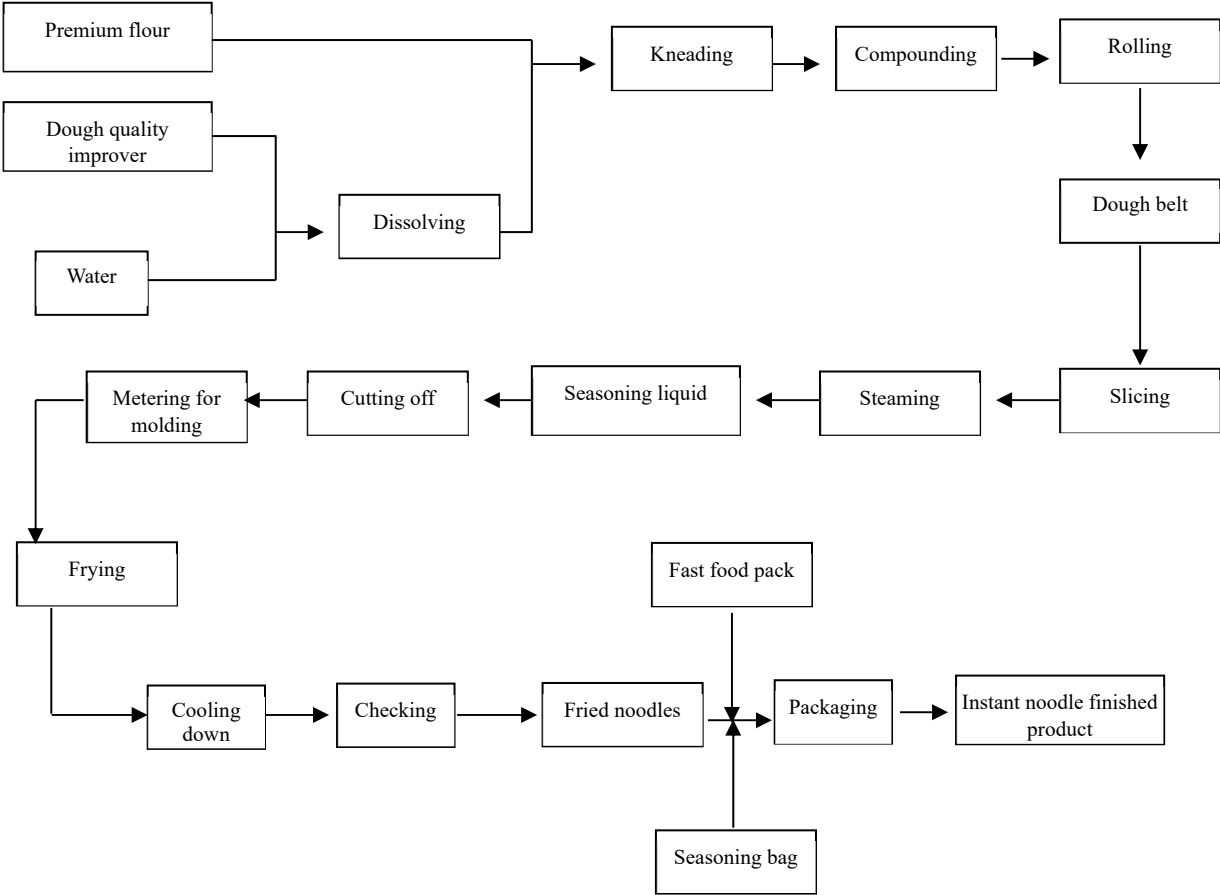 Premium flour
Kneading
Compounding
Rolling
Dough quality
improver
Dissolving
Dough belt
Water
Metering for
molding
Cutting off
Seasoning liquid
Steaming
Slicing
Frying
Fast food pack
Cooling
down
Checking
Fried noodles
Packaging
Instant noodle finished
product
Seasoning bag